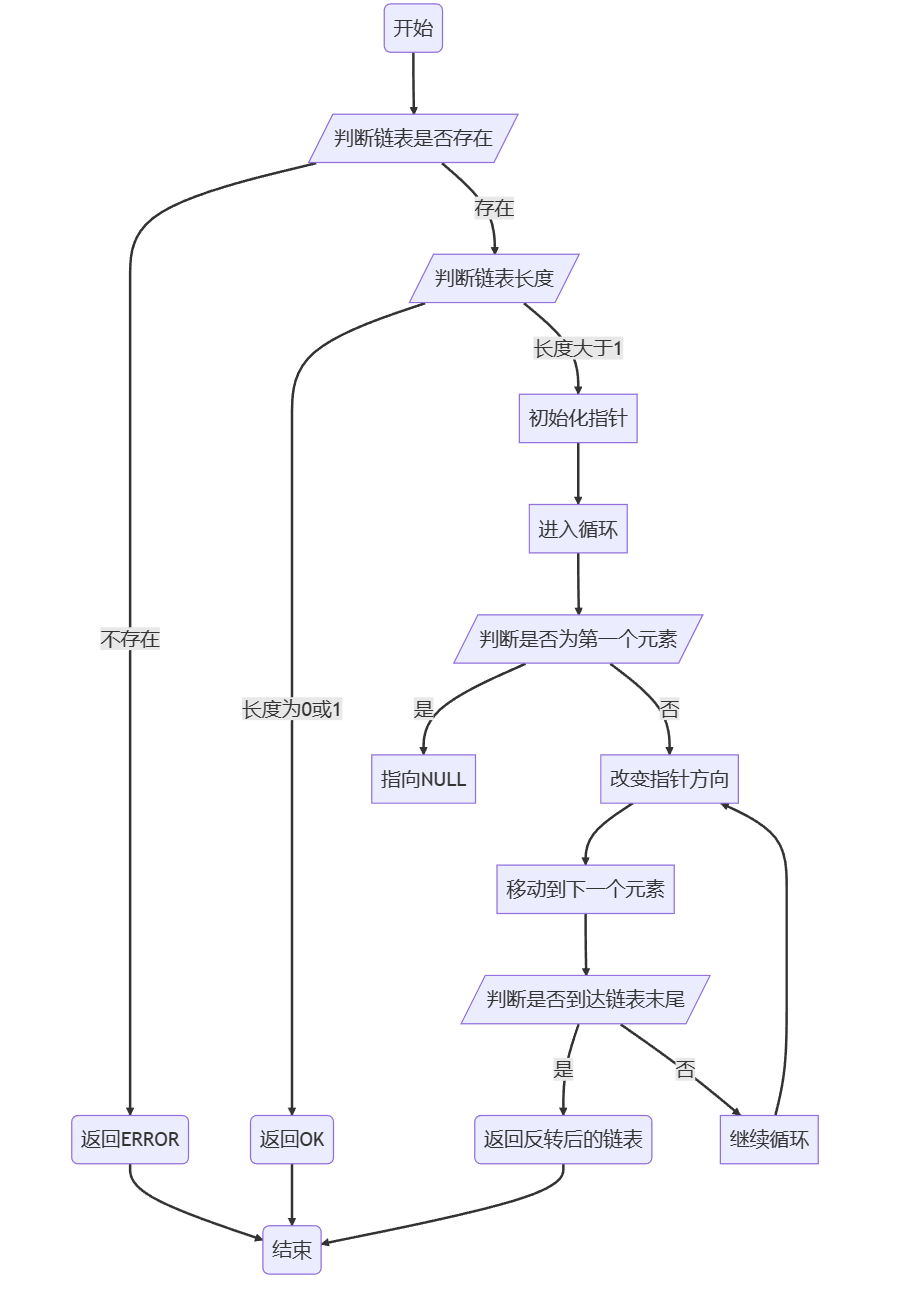 开始
判断链表是否存在
存在
判断链表长度
长度大于1
初始化指针
进入循环
判断是否为第一个元素
不存在
长度为0或1
是
否
指向NULL
改变指针方向
移动到下一个元素
判断是否到达链表末尾
是
否
返回ERROR
返回OK
返回反转后的链表
继续循环
结束